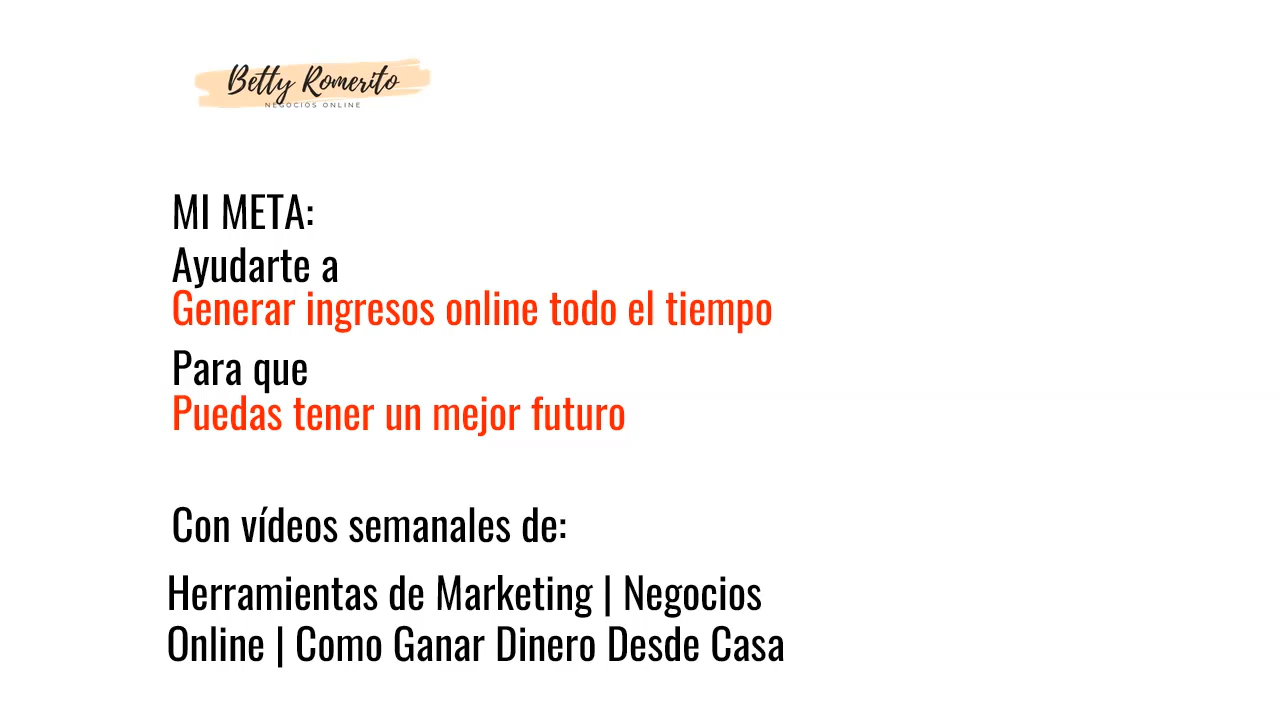 Betty Romerito
NEGOCIOS ONLINE
MI META:
Ayudarte a
Generar ingresos online todo el tiempo
Para que
Puedas tener un mejor futuro
Con vídeos semanales de:
Herramientas de Marketing | Negocios
Online | Como Ganar Dinero Desde Casa